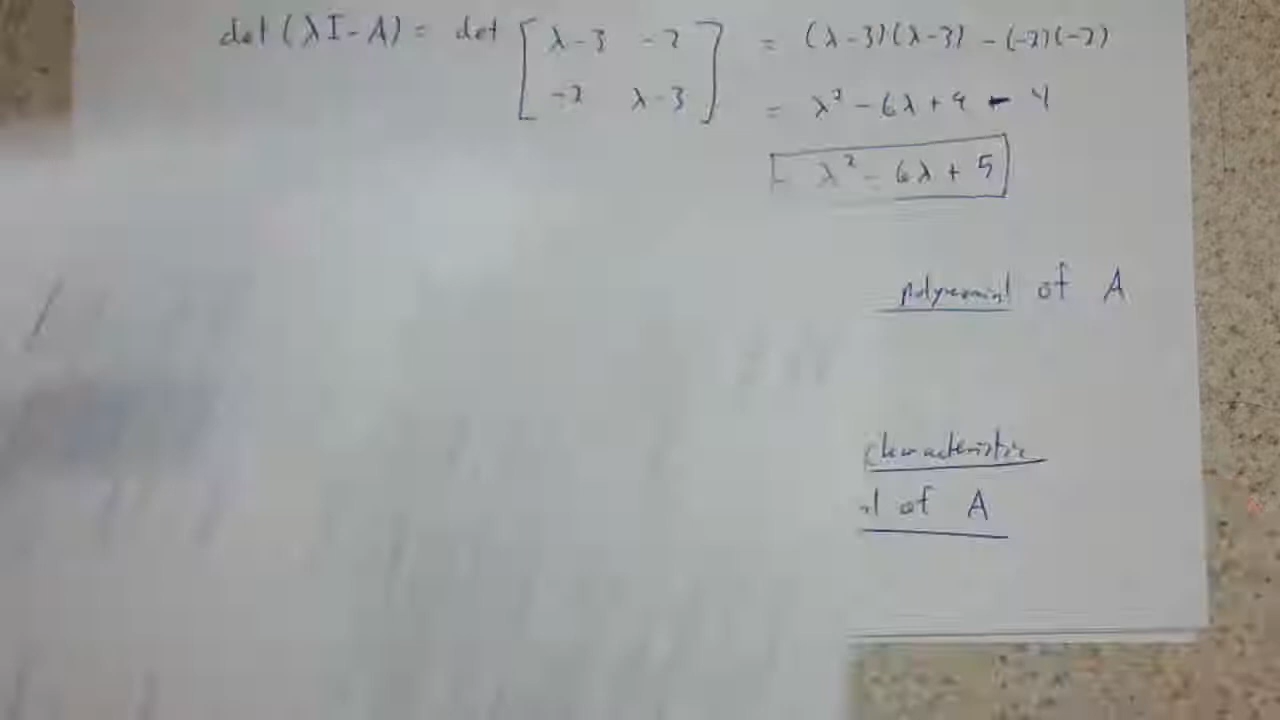 det (λI - A) = det [ λ-3 -2 = (λ-3)(λ-3) - (-2)(-2)
-2 λ-3 ] = λ² - 6λ + 9 - 4
= λ² - 6λ + 5
polynomial of A
characteristic
of A